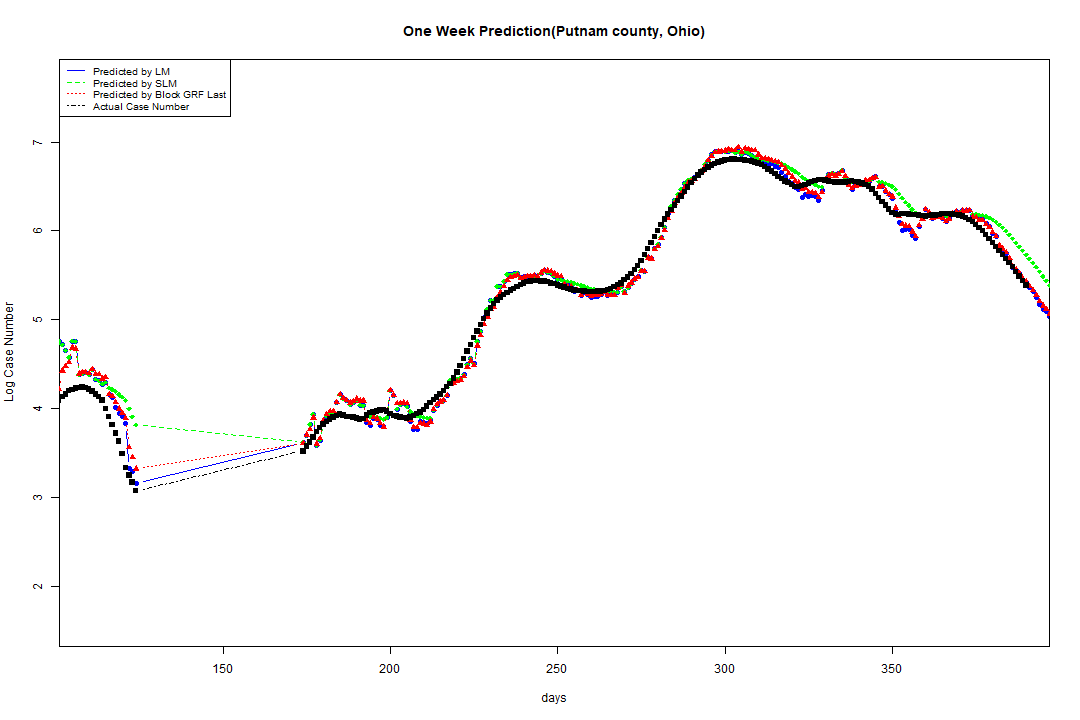 One Week Prediction(Putnam county, Ohio)
Predicted by LM
Predicted by SLM
Predicted by Block GRF Last
Actual Case Number
7
6
5
4
3
2
Log Case Number
150 200 250 300 350
days